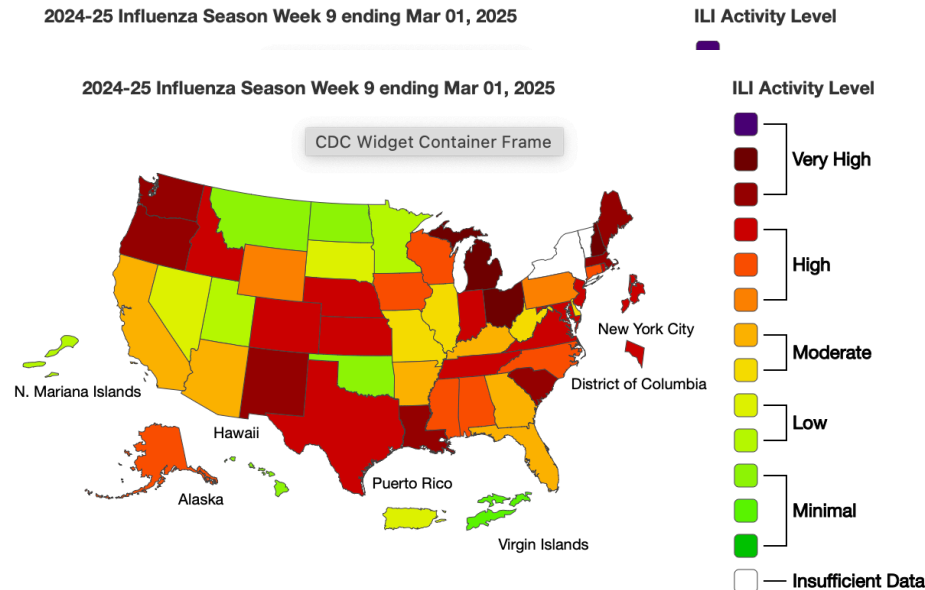 2024-25 Influenza Season Week 9 ending Mar 01, 2025
ILI Activity Level
2024-25 Influenza Season Week 9 ending Mar 01, 2025
ILI Activity Level
CDC Widget Container Frame
Very High
High
New York City
Moderate
District of Columbia
N. Mariana Islands
Low
Hawaii
Puerto Rico
Alaska
Minimal
Virgin Islands
Insufficient Data